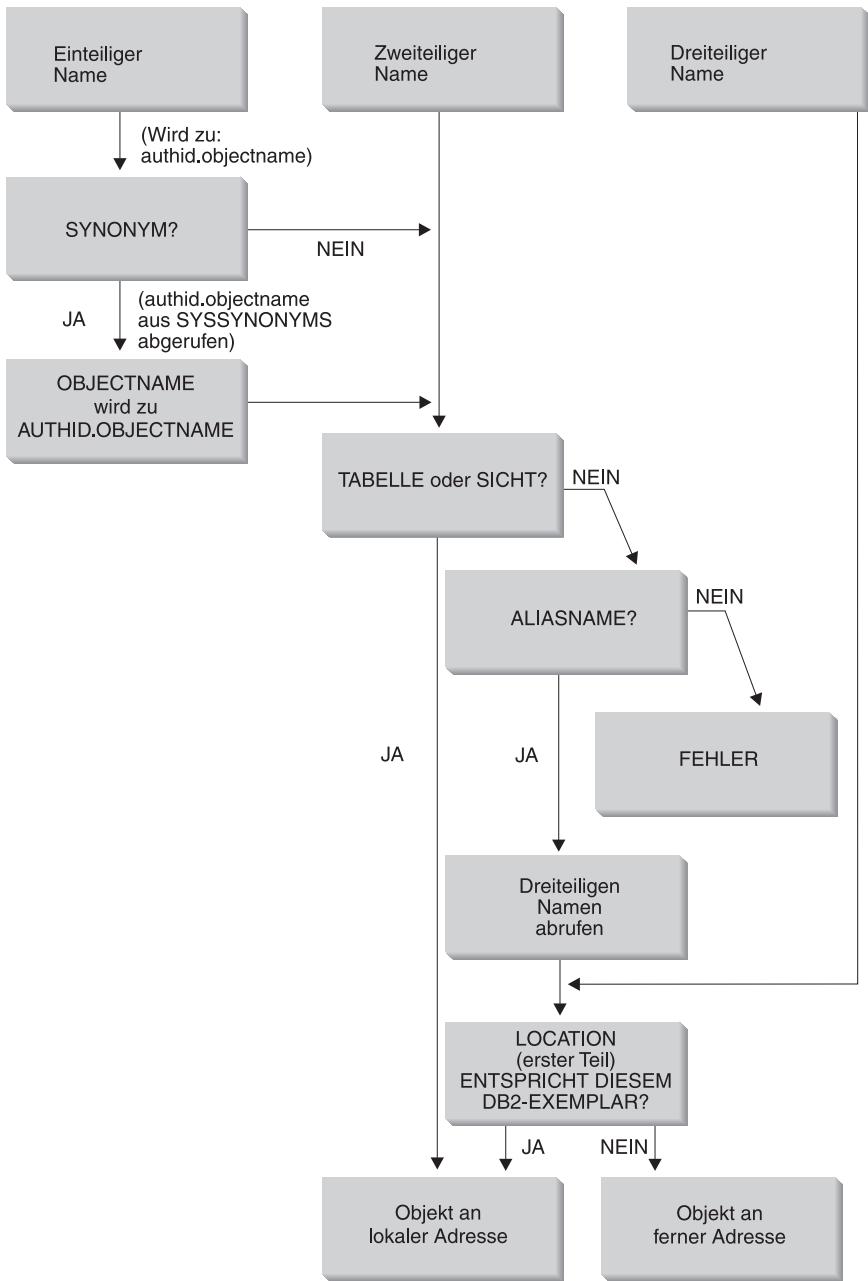 Einteiliger
Name
Zweiteiliger
Name
Dreiteiliger
Name
(Wird zu:
authid.objectname)
SYNONYM?
NEIN
JA
(authid.objectname
aus SYSSYNONYMS
abgerufen)
OBJECTNAME
wird zu
AUTHID.OBJECTNAME
TABELLE oder SICHT?
NEIN
ALIASNAME?
NEIN
JA
JA
FEHLER
Dreiteiligen
Namen
abrufen
LOCATION
(erster Teil)
ENTSPRICHT DIESEM
DB2-EXEMPLAR?
JA
NEIN
Objekt an
lokaler Adresse
Objekt an
ferner Adresse